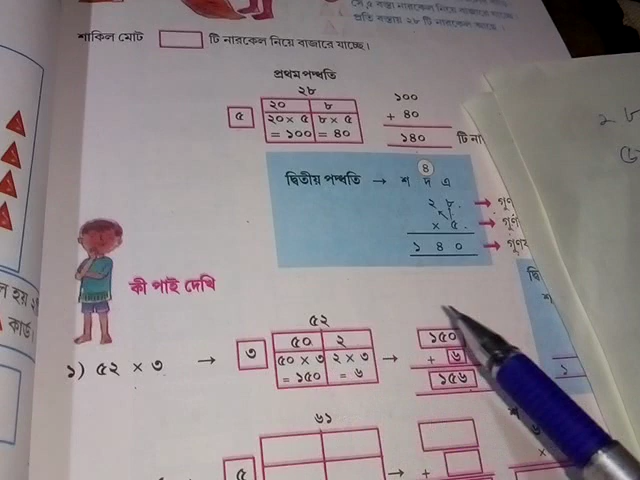 শাকিল মোট টি নারকেল নিয়ে বাজারে যাচ্ছে।
প্রথম পদ্ধতি
২৮
২০ ৮
৫ ২০ × ৫ ৮ × ৫
= ১০০ = ৪০
১০০
+ ৪০
১৪০ টি না
দ্বিতীয় পদ্ধতি → শ দ এ
৪
২ ৮
× ৫
১ ৪ ০
কী পাই দেখি
৫২
১) ৫২ × ৩ → ৩
৫০ ২
৫০ × ৩ ২ × ৩ →
= ১৫০ = ৬
১৫০
+ ৬
১৫৬
৬১
৫ → +